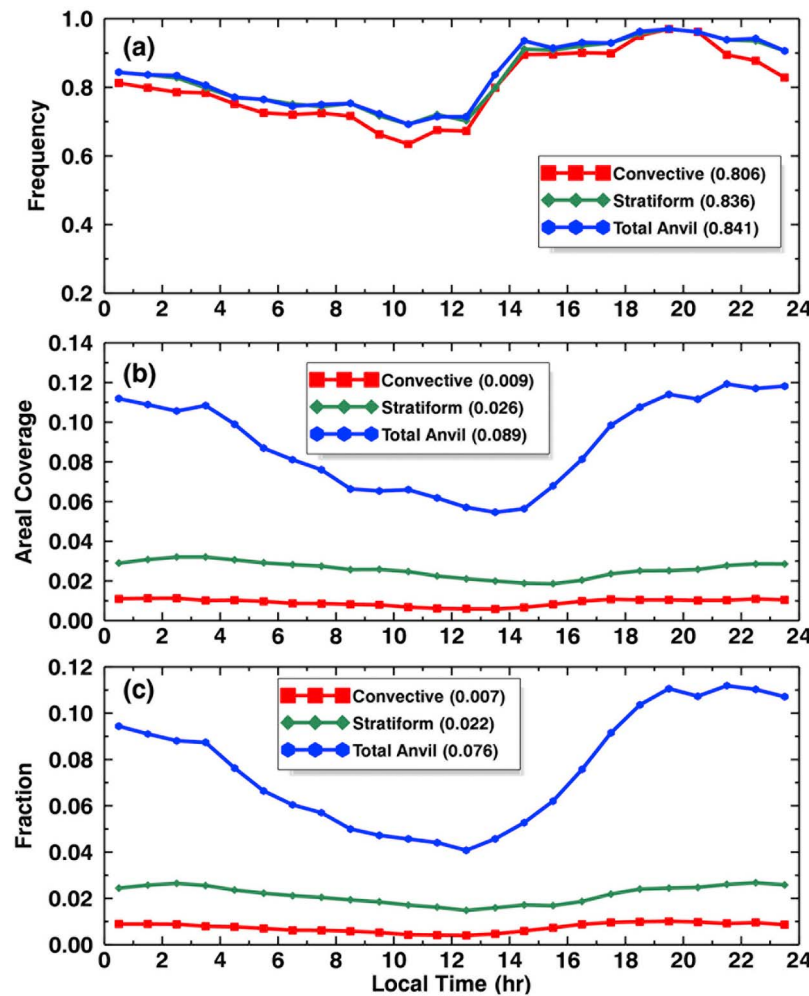 (a)
Frequency
1.0
0.8
0.6
0.4
0.2
Convective (0.806)
Stratiform (0.836)
Total Anvil (0.841)
0 2 4 6 8 10 12 14 16 18 20 22 24
(b)
Areal Coverage
0.14
0.12
0.10
0.08
0.06
0.04
0.02
0.00
Convective (0.009)
Stratiform (0.026)
Total Anvil (0.089)
0 2 4 6 8 10 12 14 16 18 20 22 24
(c)
Fraction
0.12
0.10
0.08
0.06
0.04
0.02
0.00
Convective (0.007)
Stratiform (0.022)
Total Anvil (0.076)
0 2 4 6 8 10 12 14 16 18 20 22 24
Local Time (hr)